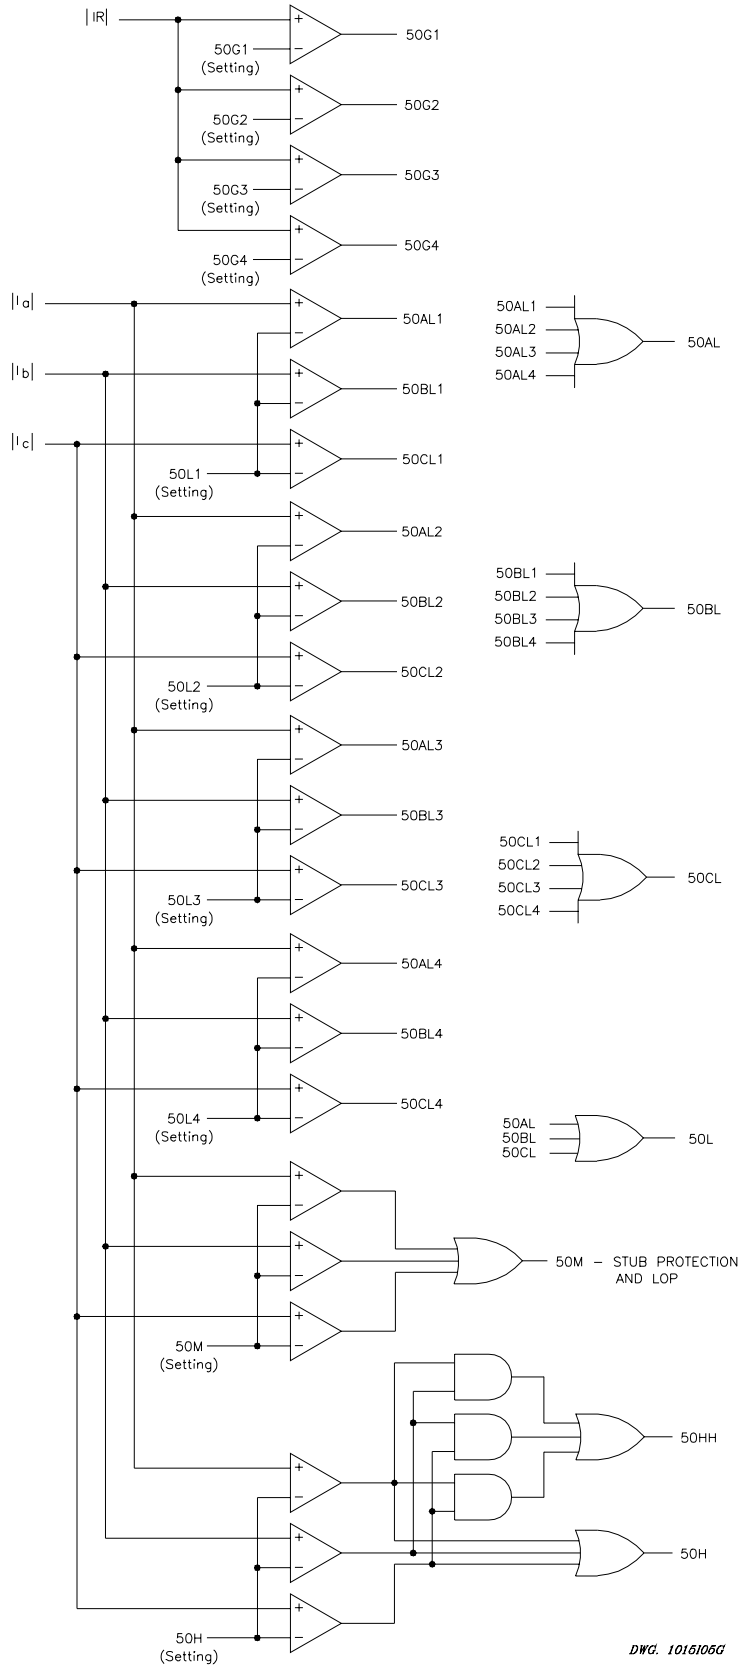 |IR|
+
50G1
50G1 −
(Setting)
+
50G2
50G2 −
(Setting)
+
50G3
50G3 −
(Setting)
+
50G4
50G4 −
(Setting)
|Ia|
+
50AL1
−
|Ib|
+
50BL1
−
|Ic|
+
50CL1
50L1 −
(Setting)
+
50AL2
−
+
50BL2
−
+
50CL2
50L2 −
(Setting)
+
50AL3
−
+
50BL3
−
+
50CL3
50L3 −
(Setting)
+
50AL4
−
+
50BL4
−
+
50CL4
50L4 −
(Setting)
+
−
+
−
+
50M −
(Setting)
50M – STUB PROTECTION
AND LOP
+
−
+
−
+
50H −
(Setting)
50HH
50H
50AL1
50AL2
50AL3
50AL4
50AL
50BL1
50BL2
50BL3
50BL4
50BL
50CL1
50CL2
50CL3
50CL4
50CL
50AL
50BL
50CL
50L
DWG. 1015I05G